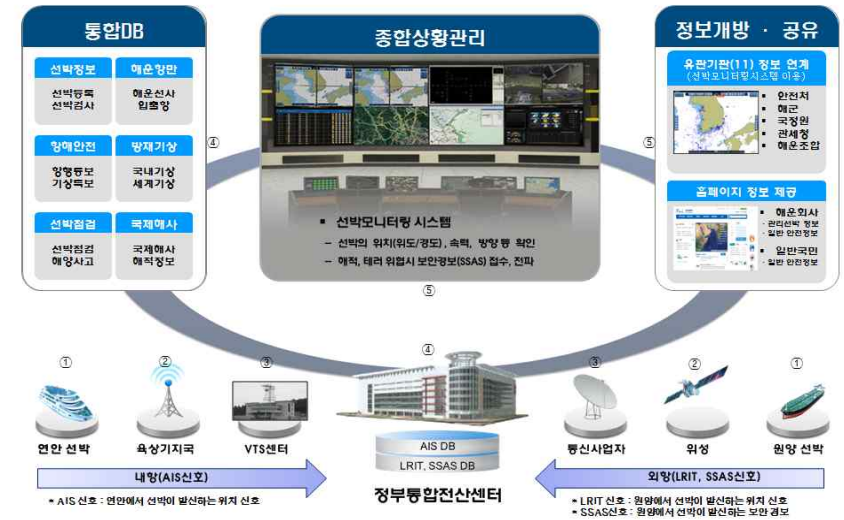 통합DB
선박정보
해운항만
선박등록
선박검사
해운선사
입출항
항해안전
방재기상
항행통보
기상특보
국내기상
세계기상
선박점검
국제해사
선박점검
해양사고
국제해사
해적정보
④
종합상황관리
▪ 선박모니터링 시스템
– 선박의 위치(위도/경도), 속력, 방향 등 확인
– 해적, 테러 위협시 보안경보(SSAS) 접수, 전파
⑤
정보개방 · 공유
유관기관(11) 정보 연계
(선박모니터링시스템 이용)
▪ 안전처
▪ 해군
▪ 국정원
▪ 관세청
▪ 해운조합
⑤
홈페이지 정보 제공
▪ 해운회사
- 관리선박 정보
- 일반 안전정보
▪ 일반국민
- 일반 안전정보
①
연안 선박
②
육상기지국
③
VTS센터
④
AIS DB
LRIT, SSAS DB
정부통합전산센터
③
통신사업자
②
위성
①
원양 선박
내항(AIS신호)
* AIS 신호 : 연안에서 선박이 발신하는 위치 신호
외항(LRIT, SSAS신호)
* LRIT 신호 : 원양에서 선박이 발신하는 위치 신호
* SSAS신호 : 원양에서 선박이 발신하는 보안 경보